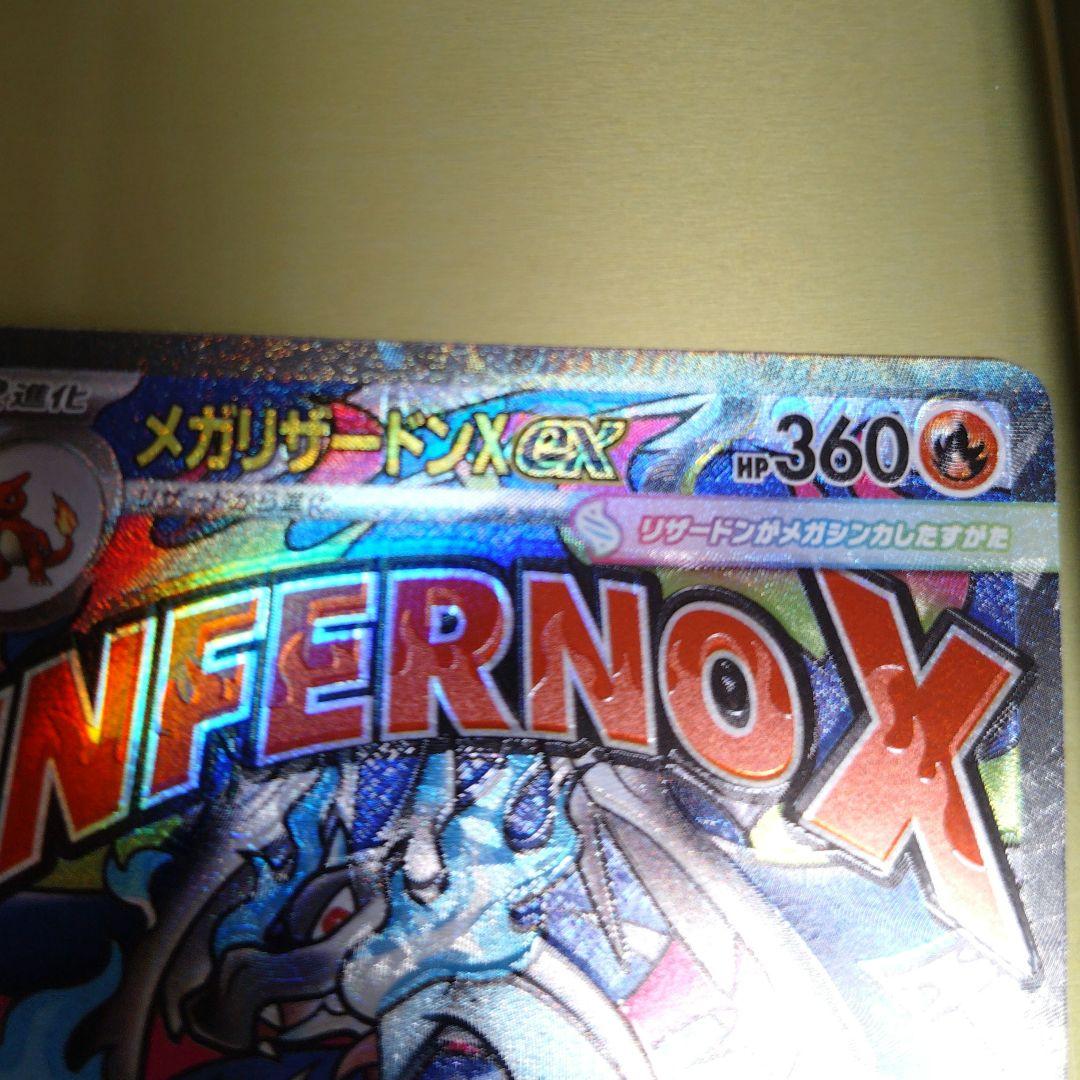 進化
メガリザードンXex
HP360
リザードンがメガシンカしたすがた
INFERNO X